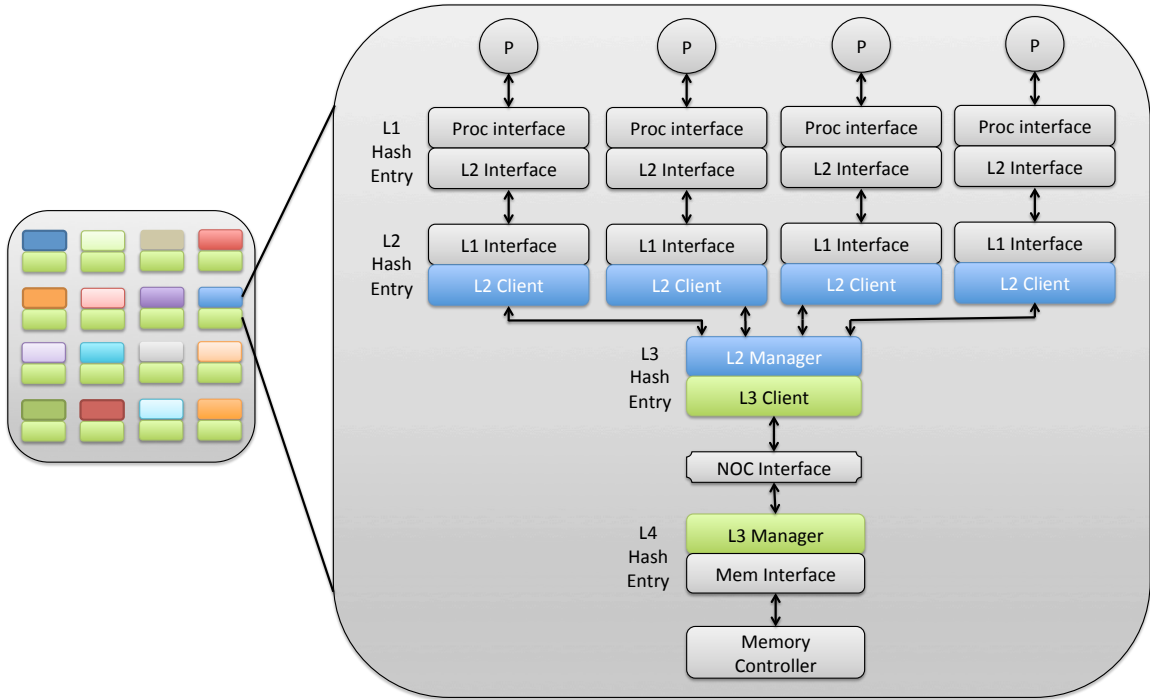 P
P
P
P
L1
Hash
Entry
Proc interface
Proc interface
Proc interface
Proc interface
L2 Interface
L2 Interface
L2 Interface
L2 Interface
L2
Hash
Entry
L1 Interface
L1 Interface
L1 Interface
L1 Interface
L2 Client
L2 Client
L2 Client
L2 Client
L3
Hash
Entry
L2 Manager
L3 Client
NOC Interface
L4
Hash
Entry
L3 Manager
Mem Interface
Memory
Controller